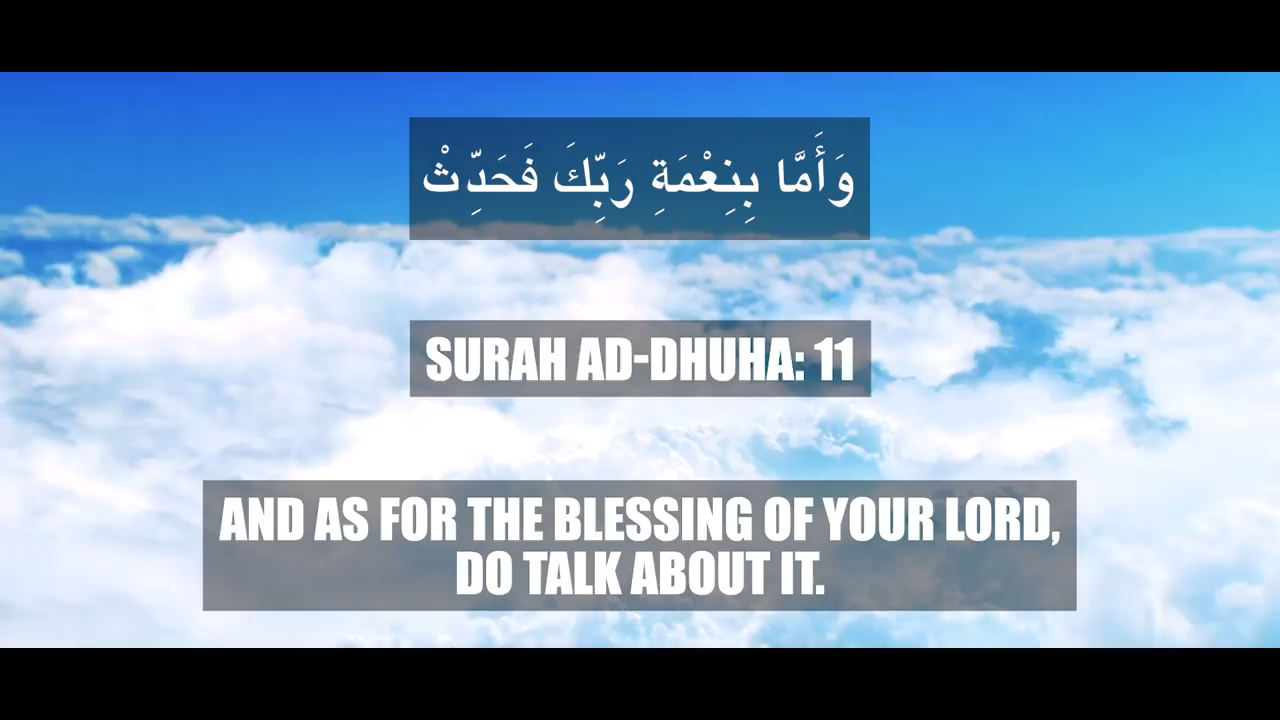 وَأَمَّا بِنِعْمَةِ رَبِّكَ فَحَدِّثْ
SURAH AD-DHUHA: 11
AND AS FOR THE BLESSING OF YOUR LORD,
DO TALK ABOUT IT.